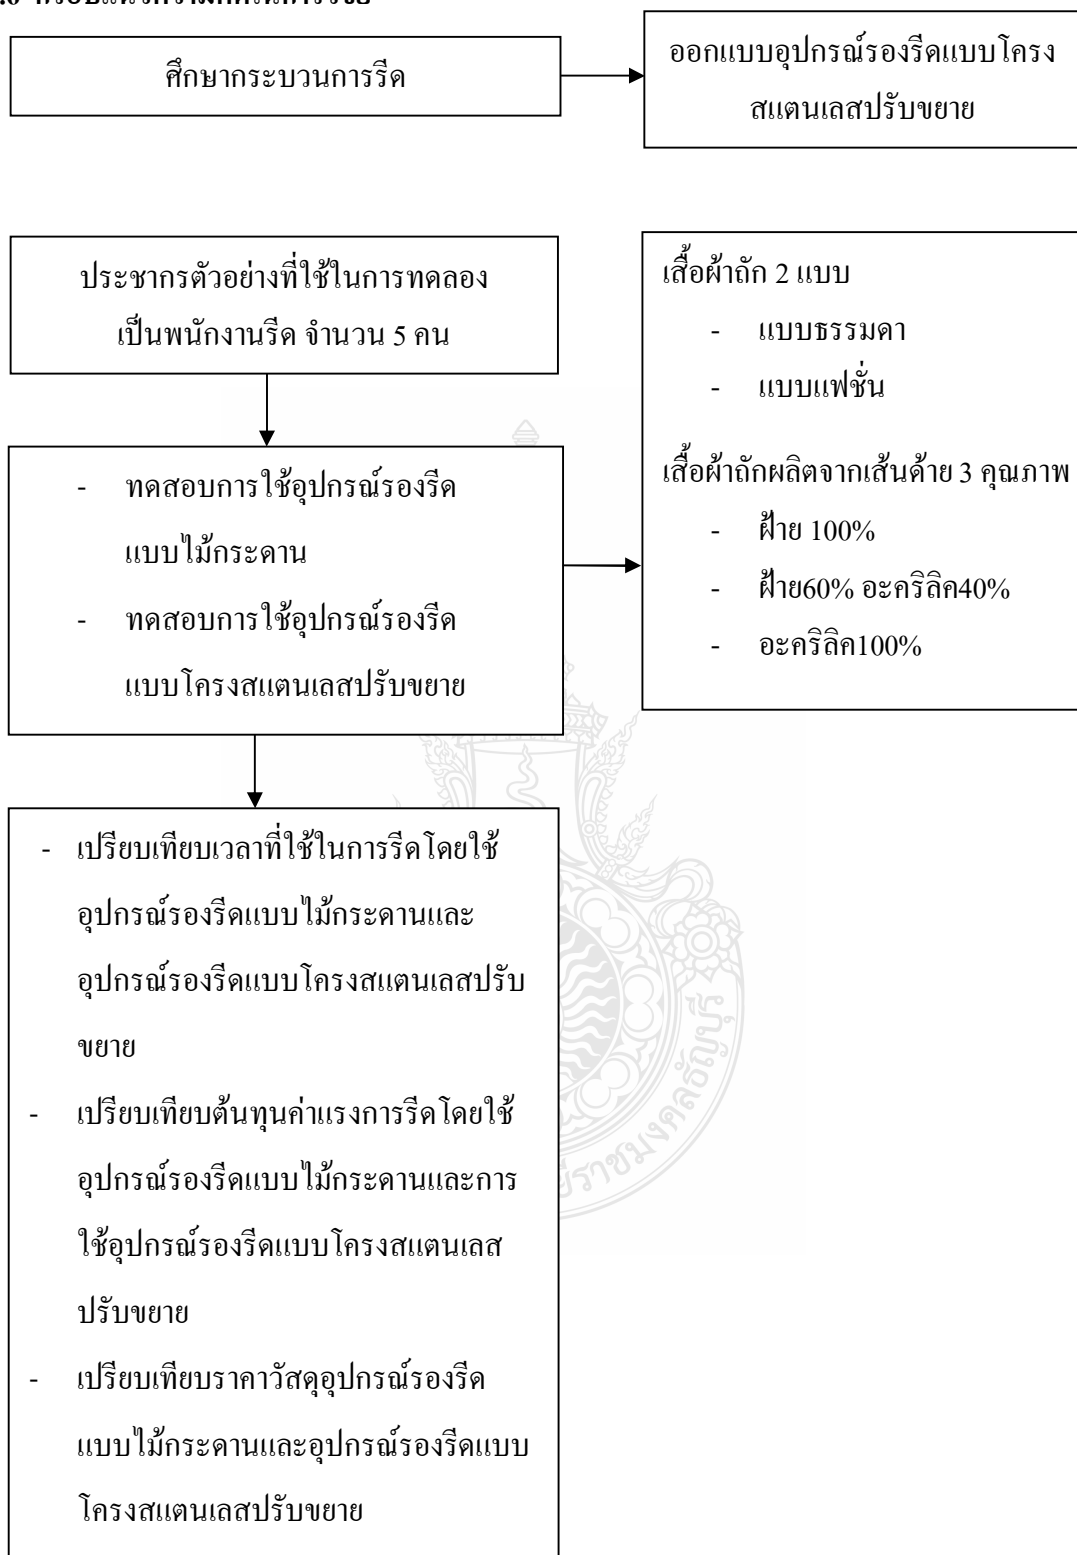 ศึกษากระบวนการรีด
ออกแบบอุปกรณ์รองรีดแบบโครง
สแตนเลสปรับขยาย
ประชากรตัวอย่างที่ใช้ในการทดลอง
เป็นพนักงานรีด จำนวน 5 คน
- ทดสอบการใช้อุปกรณ์รองรีด
แบบไม้กระดาน
- ทดสอบการใช้อุปกรณ์รองรีด
แบบโครงสแตนเลสปรับขยาย
เสื้อผ้าถัก 2 แบบ
- แบบธรรมดา
- แบบแฟชั่น
เสื้อผ้าถักผลิตจากเส้นด้าย 3 คุณภาพ
- ฝ้าย 100%
- ฝ้าย60% อะคริลิค40%
- อะคริลิค100%
- เปรียบเทียบเวลาที่ใช้ในการรีดโดยใช้
อุปกรณ์รองรีดแบบไม้กระดานและ
อุปกรณ์รองรีดแบบโครงสแตนเลสปรับ
ขยาย
- เปรียบเทียบต้นทุนค่าแรงการรีดโดยใช้
อุปกรณ์รองรีดแบบไม้กระดานและการ
ใช้อุปกรณ์รองรีดแบบโครงสแตนเลส
ปรับขยาย
- เปรียบเทียบราคาวัสดุอุปกรณ์รองรีด
แบบไม้กระดานและอุปกรณ์รองรีดแบบ
โครงสแตนเลสปรับขยาย